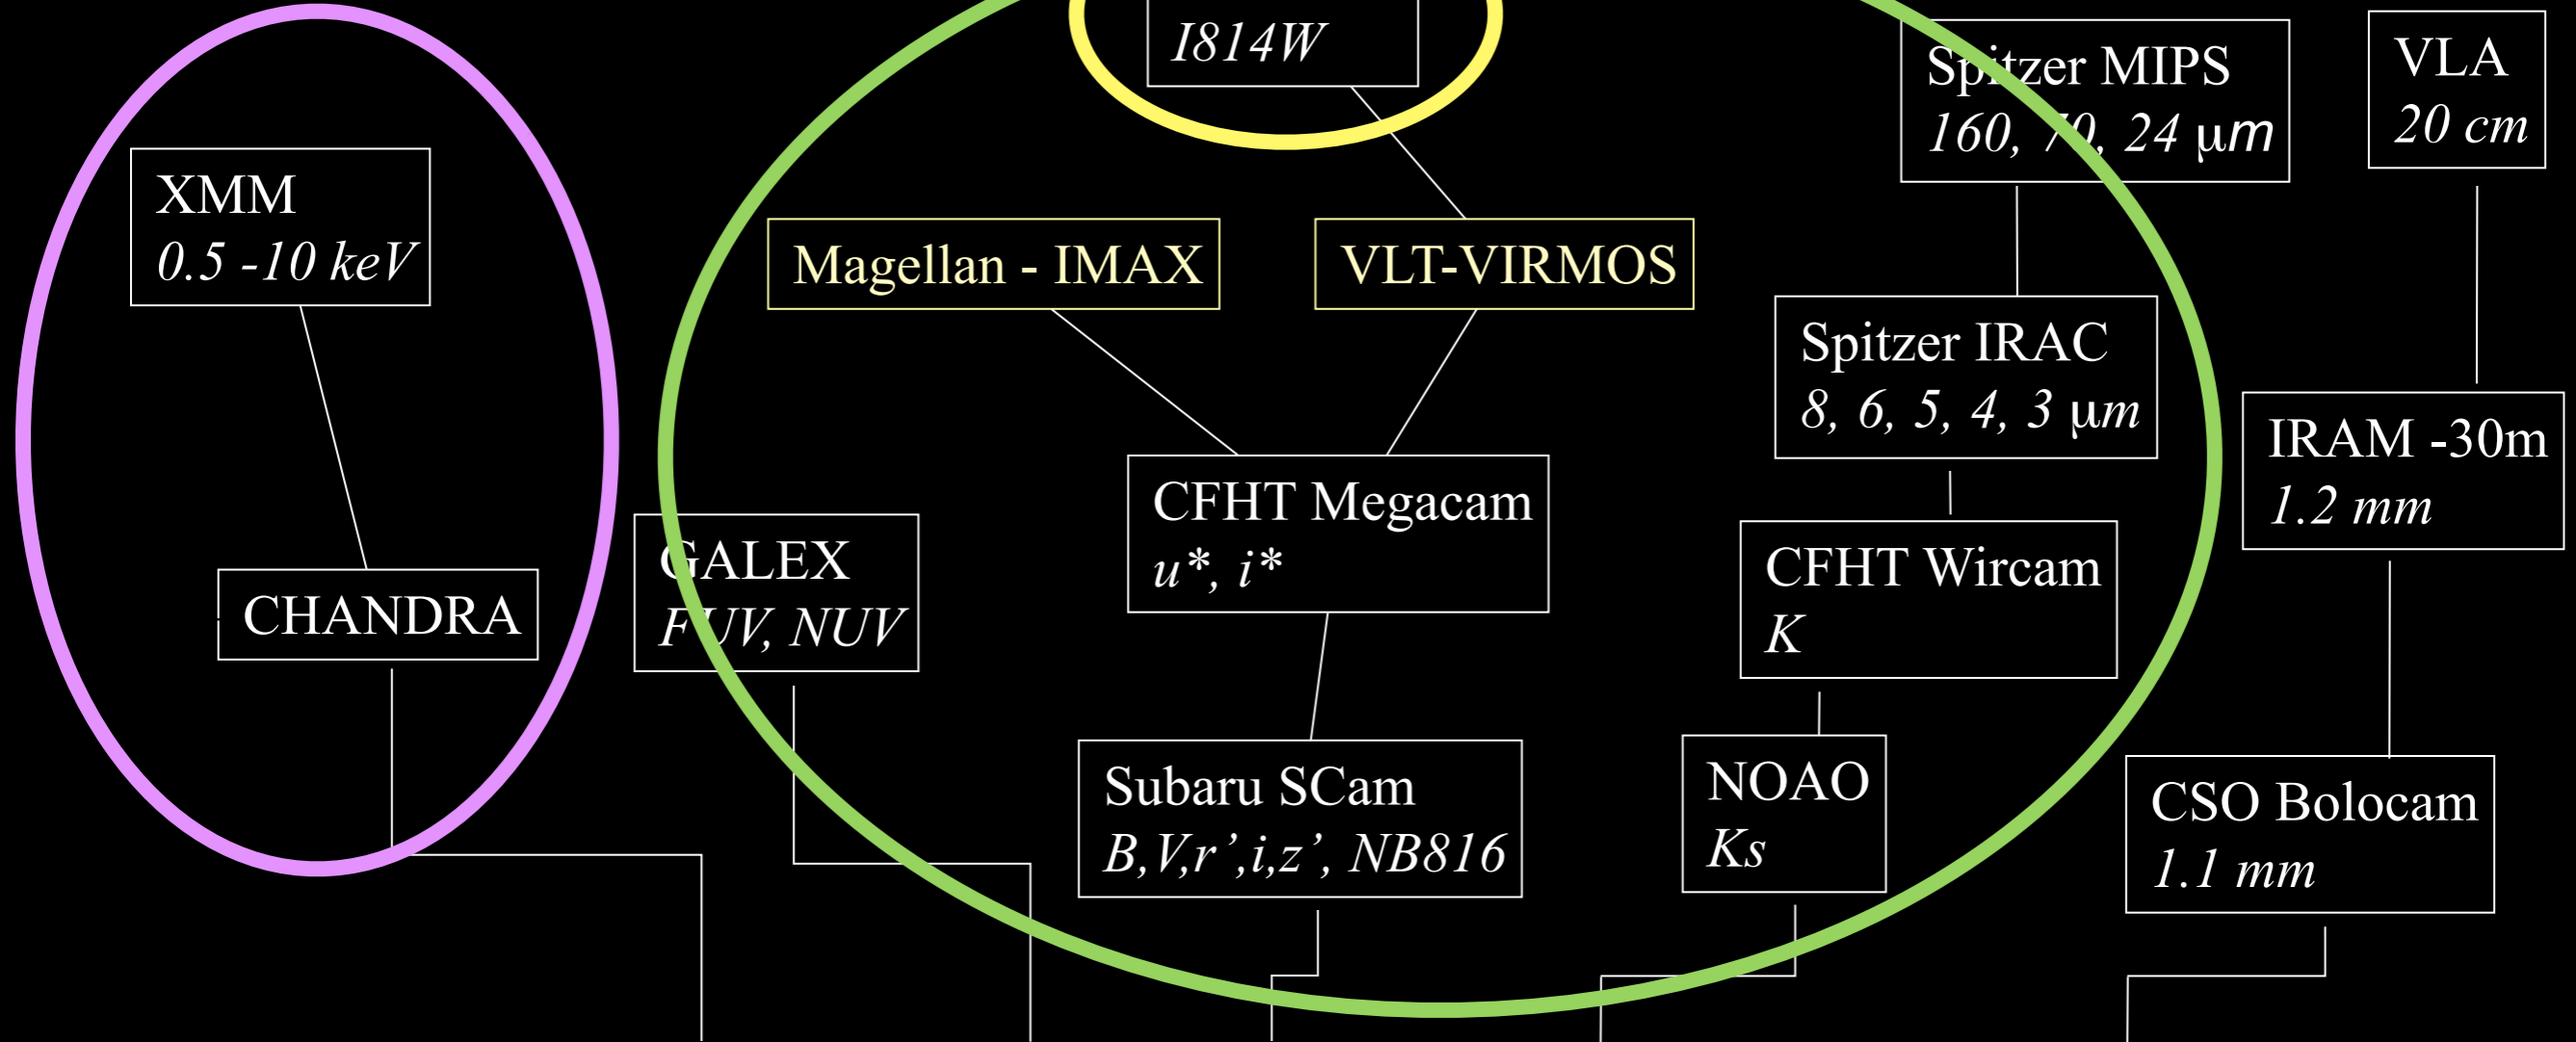 I814W
Spitzer MIPS
160, 70, 24 μm
VLA
20 cm
XMM
0.5 -10 keV
Magellan - IMAX
VLT-VIRMOS
Spitzer IRAC
8, 6, 5, 4, 3 μm
IRAM -30m
1.2 mm
CFHT Megacam
u*, i*
GALEX
FUV, NUV
CFHT Wircam
K
CHANDRA
Subaru SCam
B,V,r’,i,z’, NB816
NOAO
Ks
CSO Bolocam
1.1 mm